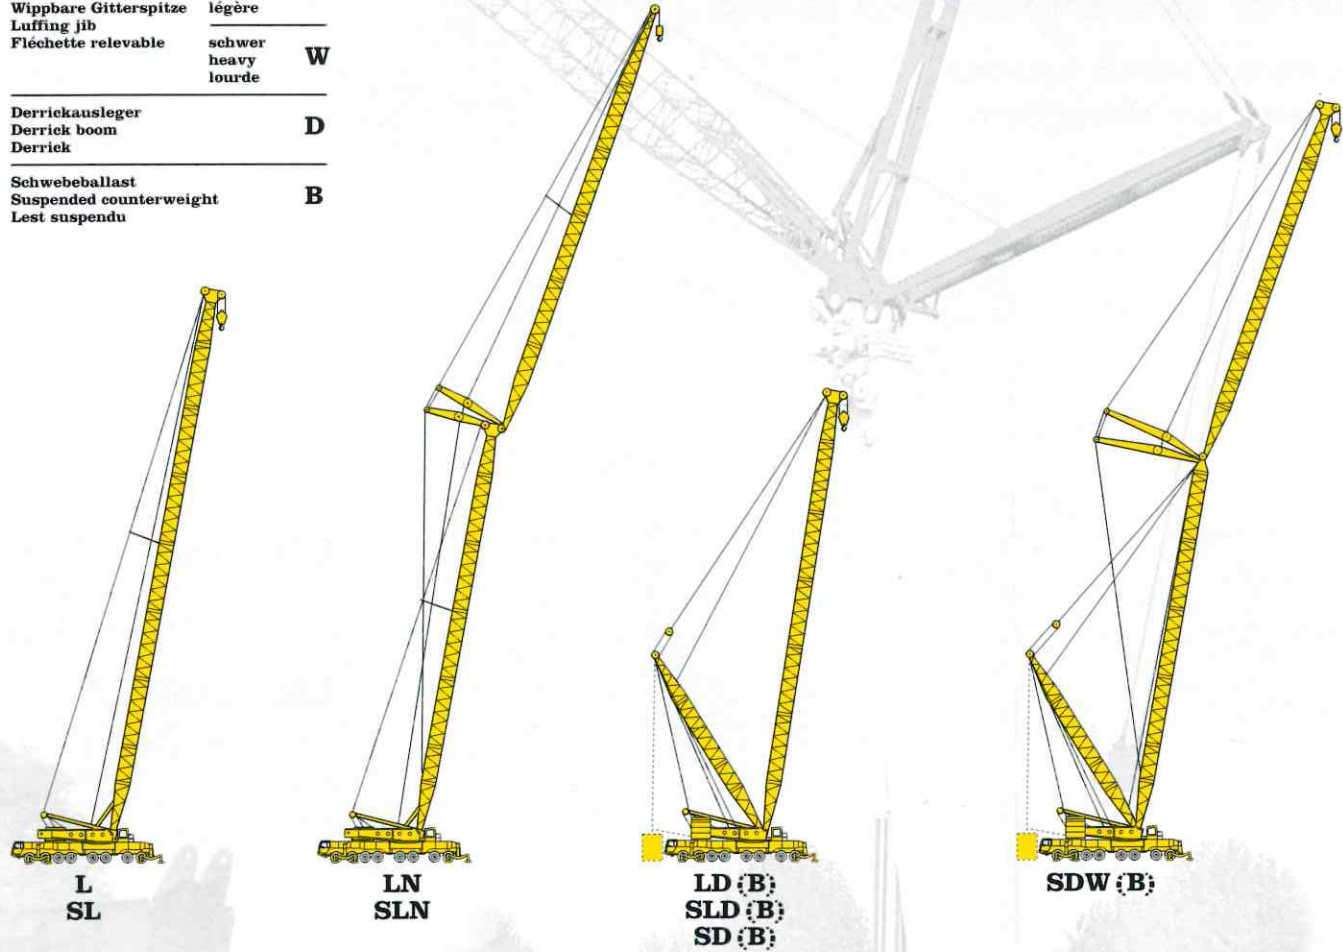 Wippbare Gitterspitze légère
Luffing jib
Fléchette relevable schwer
heavy W
lourde
Derrickausleger
Derrick boom D
Derrick
Schwebeballast
Suspended counterweight B
Lest suspendu
L
SL
LN
SLN
LD (B)
SLD (B)
SD (B)
SDW (B)